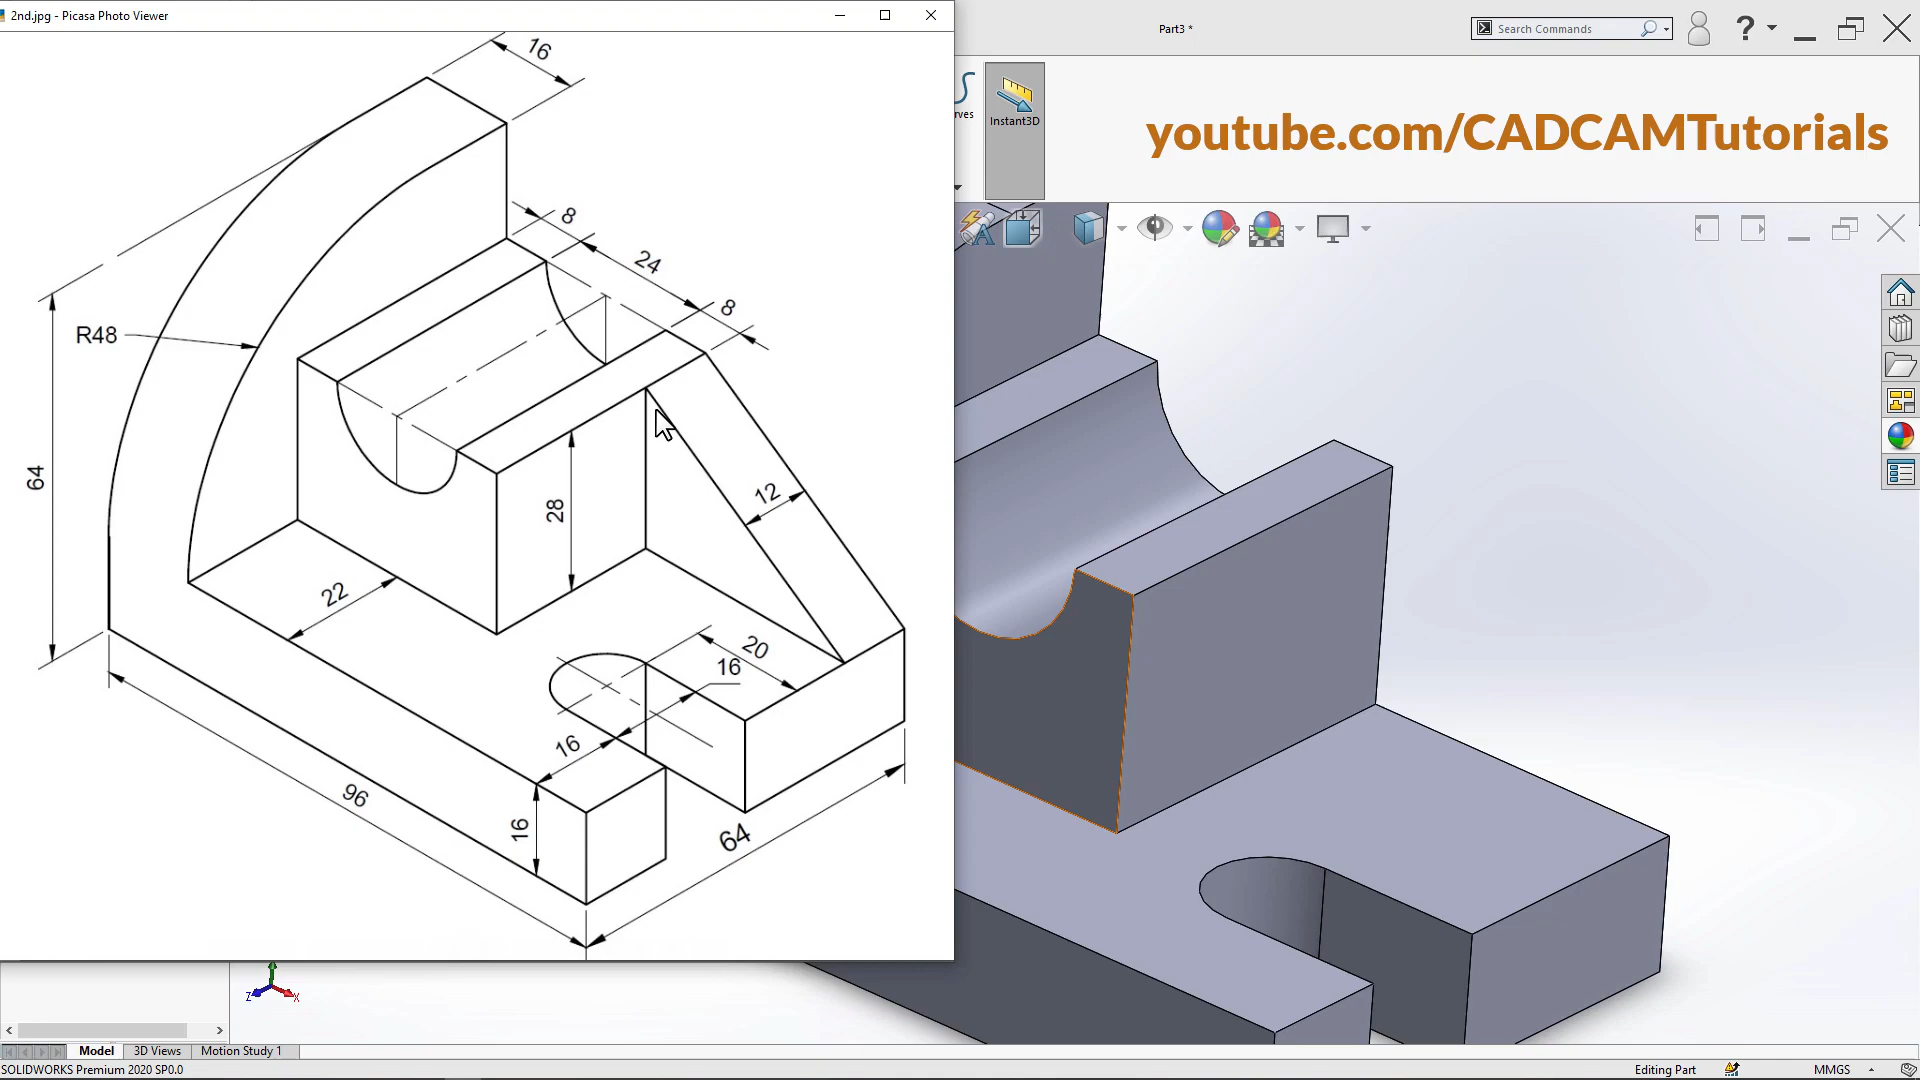 2nd.jpg - Picasa Photo Viewer
Part3 *
Search Commands
?
rves
Instant3D
youtube.com/CADCAMTutorials
16
8
24
8
R48
64
28
12
22
20
16
16
96
16
64
Z
X
Model
3D Views
Motion Study 1
SOLIDWORKS Premium 2020 SP0.0
Editing Part
MMGS